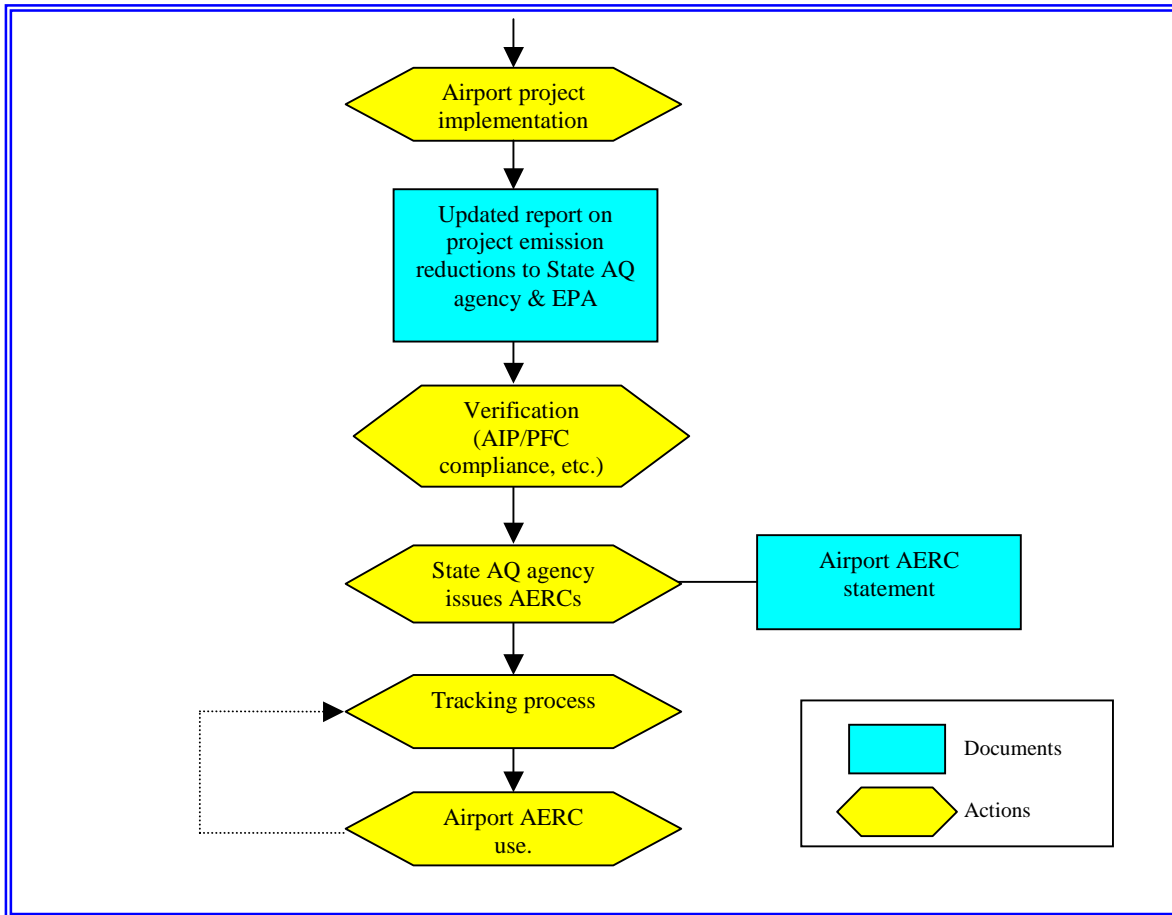 Airport project
implementation
Updated report on
project emission
reductions to State AQ
agency & EPA
Verification
(AIP/PFC
compliance, etc.)
State AQ agency
issues AERCs
Airport AERC
statement
Tracking process
Airport AERC
use.
Documents
Actions